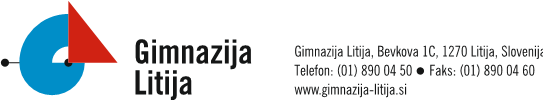 Gimnazija
Litija
Gimnazija Litija, Bevkova 1C, 1270 Litija, Slovenija
Telefon: (01) 890 04 50 ● Faks: (01) 890 04 60
www.gimnazija-litija.si